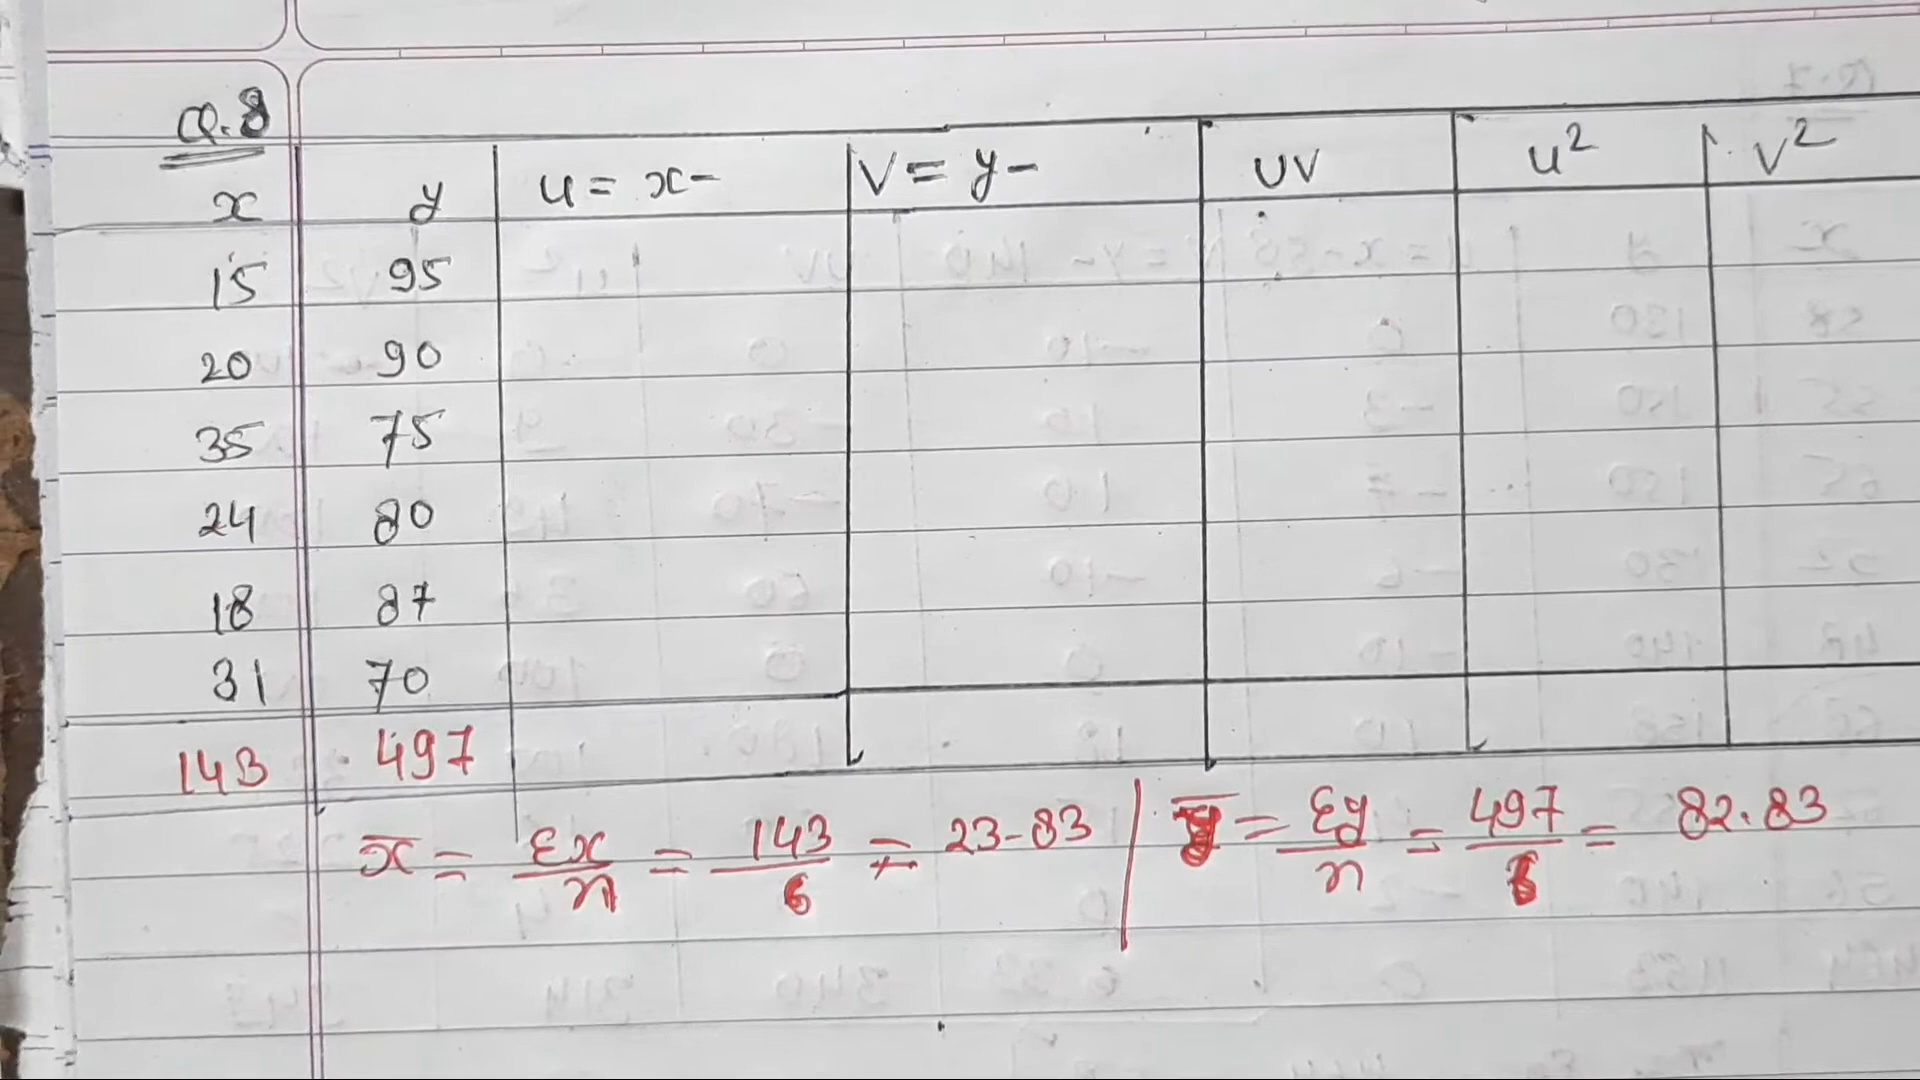 Q.8
x y u = x- V = y- UV u² V²
15 95
20 90
35 75
24 80
18 87
31 70
143 497
x̄ = Σx/n = 143/6 = 23-83 | ȳ = Σy/n = 497/6 = 82.83